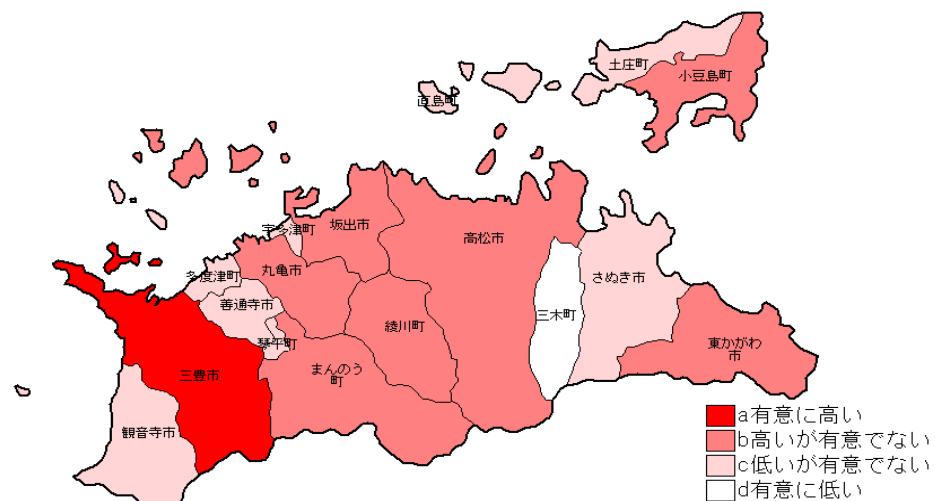 土庄町
小豆島町
直島町
宇多津町
坂出市
高松市
多度津町
丸亀市
さぬき市
善通寺市
三木町
綾川町
琴平町
東かがわ
市
まんのう
町
三豊市
観音寺市
a有意に高い
b高いが有意でない
c低いが有意でない
d有意に低い